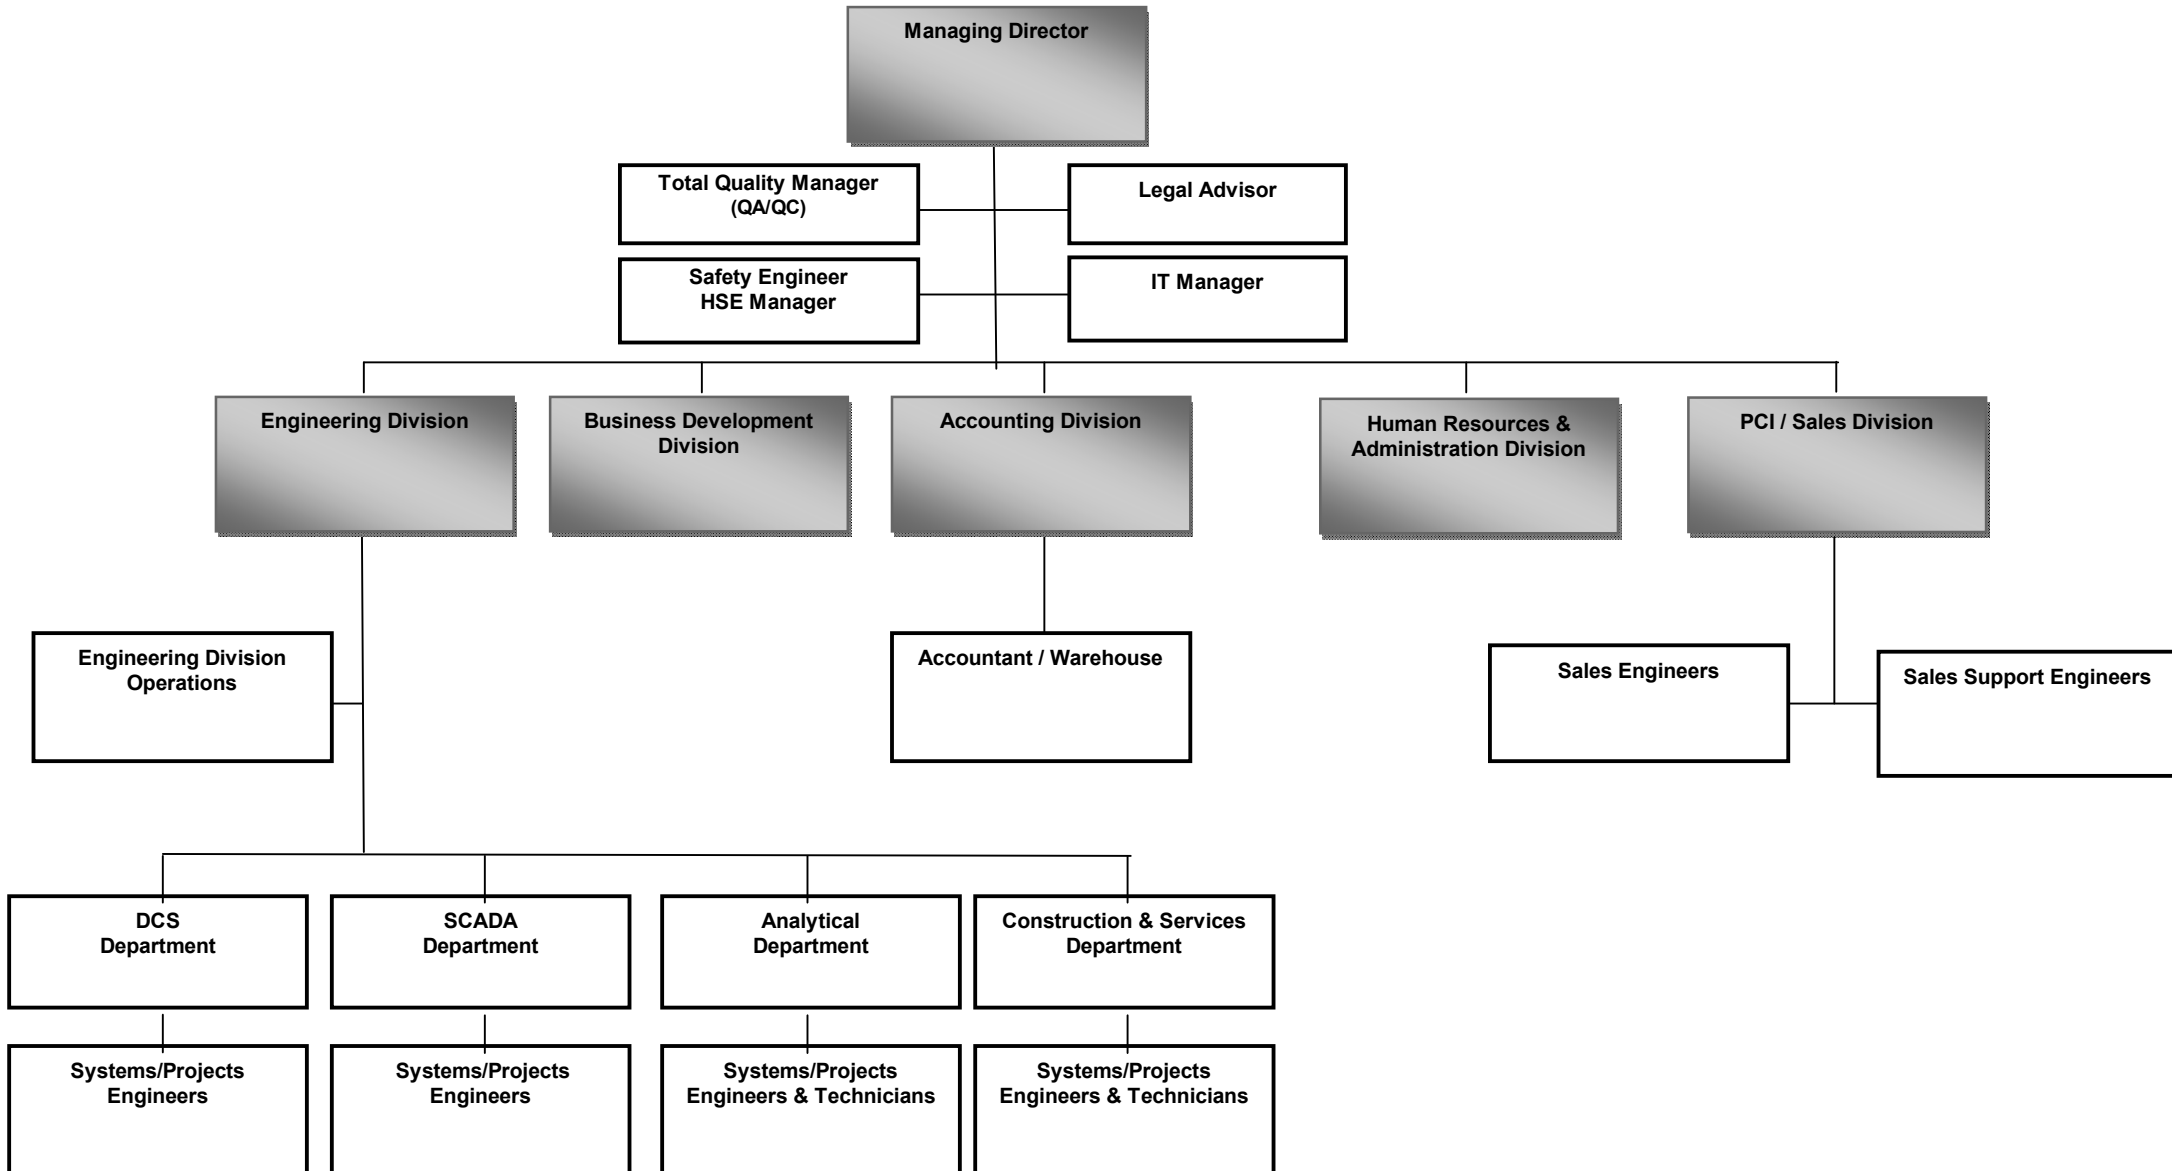 Managing Director
Total Quality Manager
(QA/QC)
Legal Advisor
Safety Engineer
HSE Manager
IT Manager
Engineering Division
Business Development
Division
Accounting Division
Human Resources &
Administration Division
PCI / Sales Division
Engineering Division
Operations
Accountant / Warehouse
Sales Engineers
Sales Support Engineers
DCS
Department
SCADA
Department
Analytical
Department
Construction & Services
Department
Systems/Projects
Engineers
Systems/Projects
Engineers
Systems/Projects
Engineers & Technicians
Systems/Projects
Engineers & Technicians